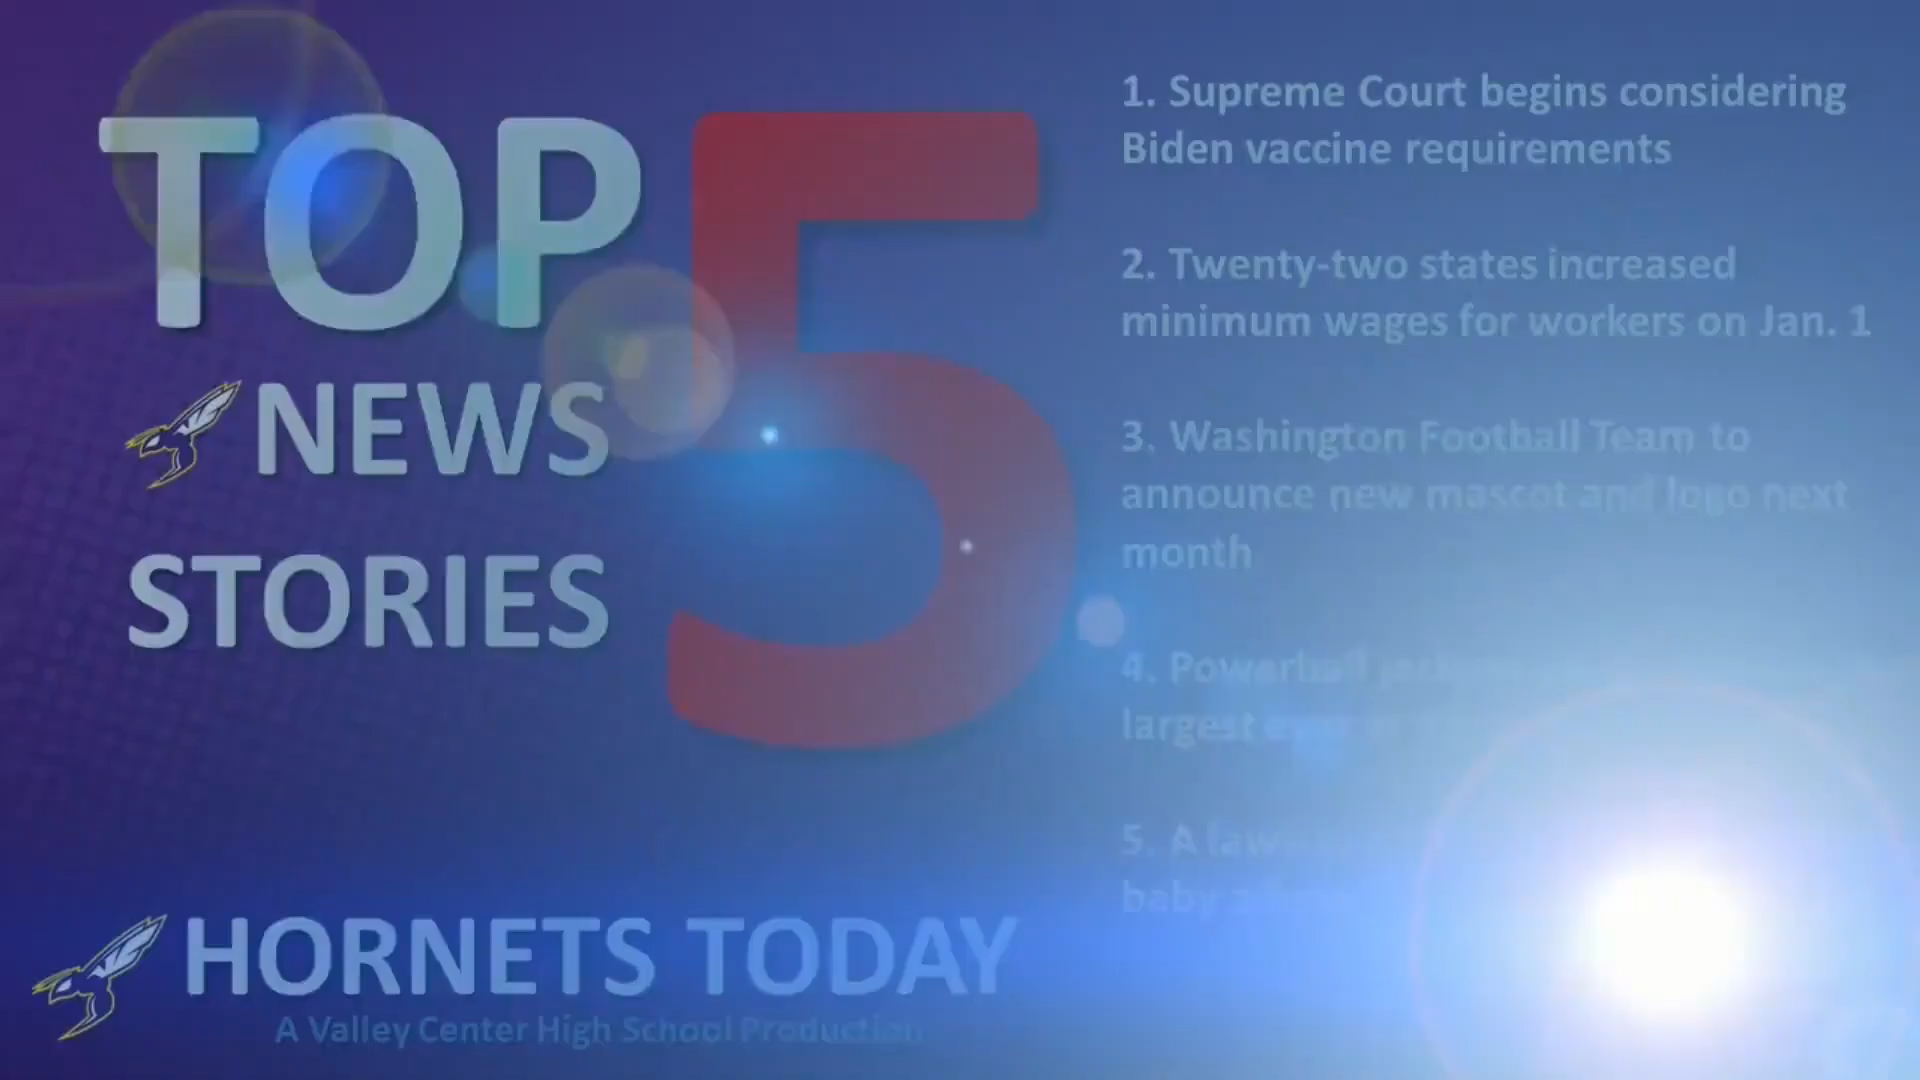 TOP 5
NEWS
STORIES
1. Supreme Court begins considering
Biden vaccine requirements
2. Twenty-two states increased
minimum wages for workers on Jan. 1
3. Washington Football Team to
announce new mascot and logo next
month
4. Powerball
largest
5. A
baby
HORNETS TODAY
A Valley Center High School Production